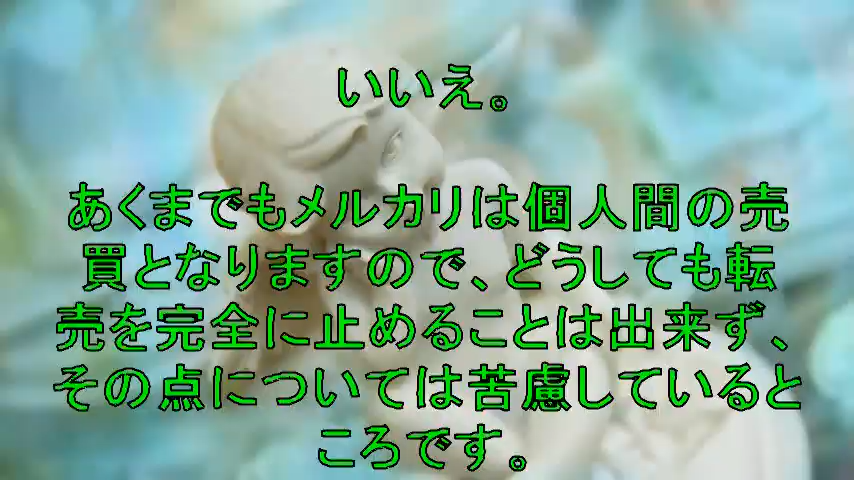 いいえ。
あくまでもメルカリは個人間の売
買となりますので、どうしても転
売を完全に止めることは出来ず、
その点については苦慮していると
ころです。